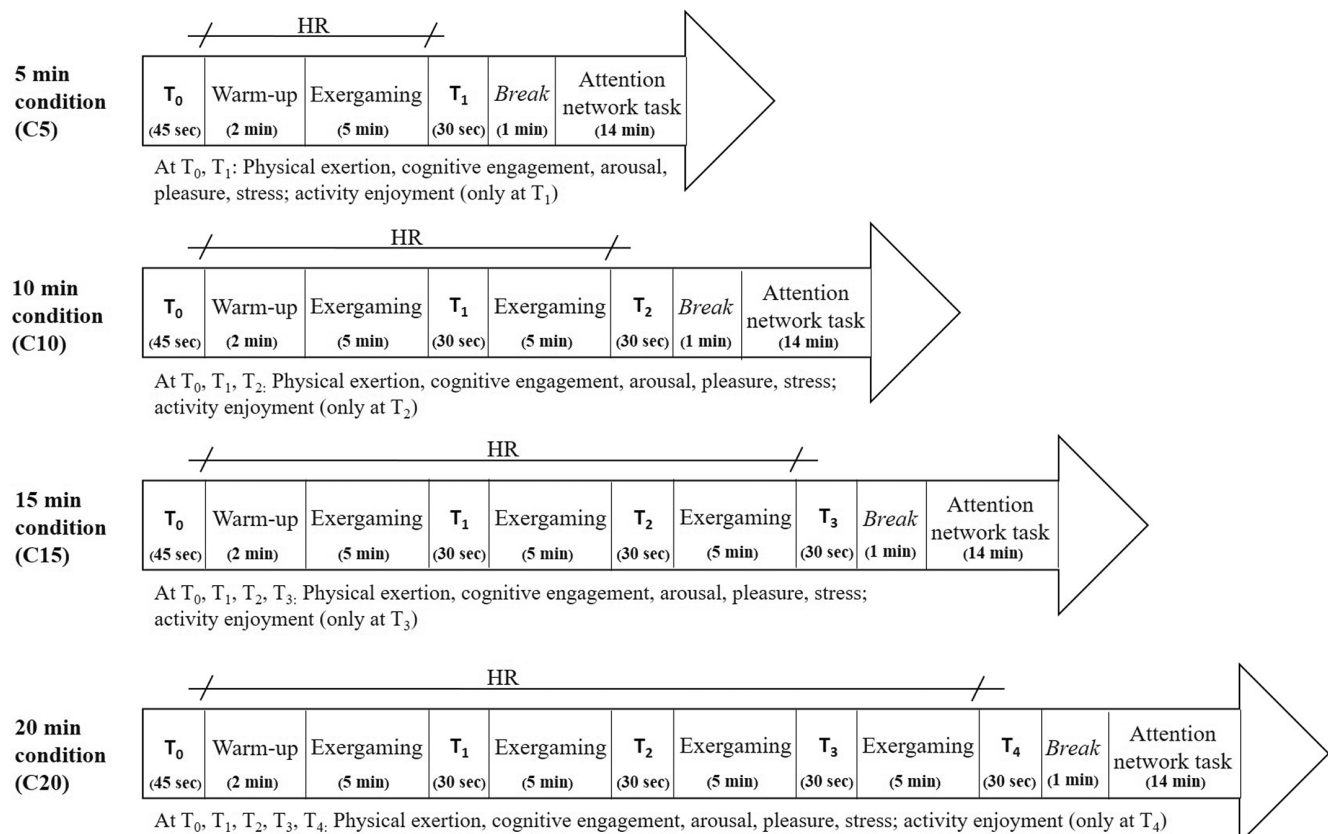 HR
5 min
condition
(C5)
T₀ Warm-up Exergaming T₁ Break Attention
network task
(45 sec) (2 min) (5 min) (30 sec) (1 min) (14 min)
At T₀, T₁: Physical exertion, cognitive engagement, arousal,
pleasure, stress; activity enjoyment (only at T₁)
HR
10 min
condition
(C10)
T₀ Warm-up Exergaming T₁ Exergaming T₂ Break Attention
network task
(45 sec) (2 min) (5 min) (30 sec) (5 min) (30 sec) (1 min) (14 min)
At T₀, T₁, T₂: Physical exertion, cognitive engagement, arousal, pleasure, stress;
activity enjoyment (only at T₂)
HR
15 min
condition
(C15)
T₀ Warm-up Exergaming T₁ Exergaming T₂ Exergaming T₃ Break Attention
network task
(45 sec) (2 min) (5 min) (30 sec) (5 min) (30 sec) (5 min) (30 sec) (1 min) (14 min)
At T₀, T₁, T₂, T₃: Physical exertion, cognitive engagement, arousal, pleasure, stress;
activity enjoyment (only at T₃)
HR
20 min
condition
(C20)
T₀ Warm-up Exergaming T₁ Exergaming T₂ Exergaming T₃ Exergaming T₄ Break Attention
network task
(45 sec) (2 min) (5 min) (30 sec) (5 min) (30 sec) (5 min) (30 sec) (5 min) (30 sec) (1 min) (14 min)
At T₀, T₁, T₂, T₃, T₄: Physical exertion, cognitive engagement, arousal, pleasure, stress; activity enjoyment (only at T₄)